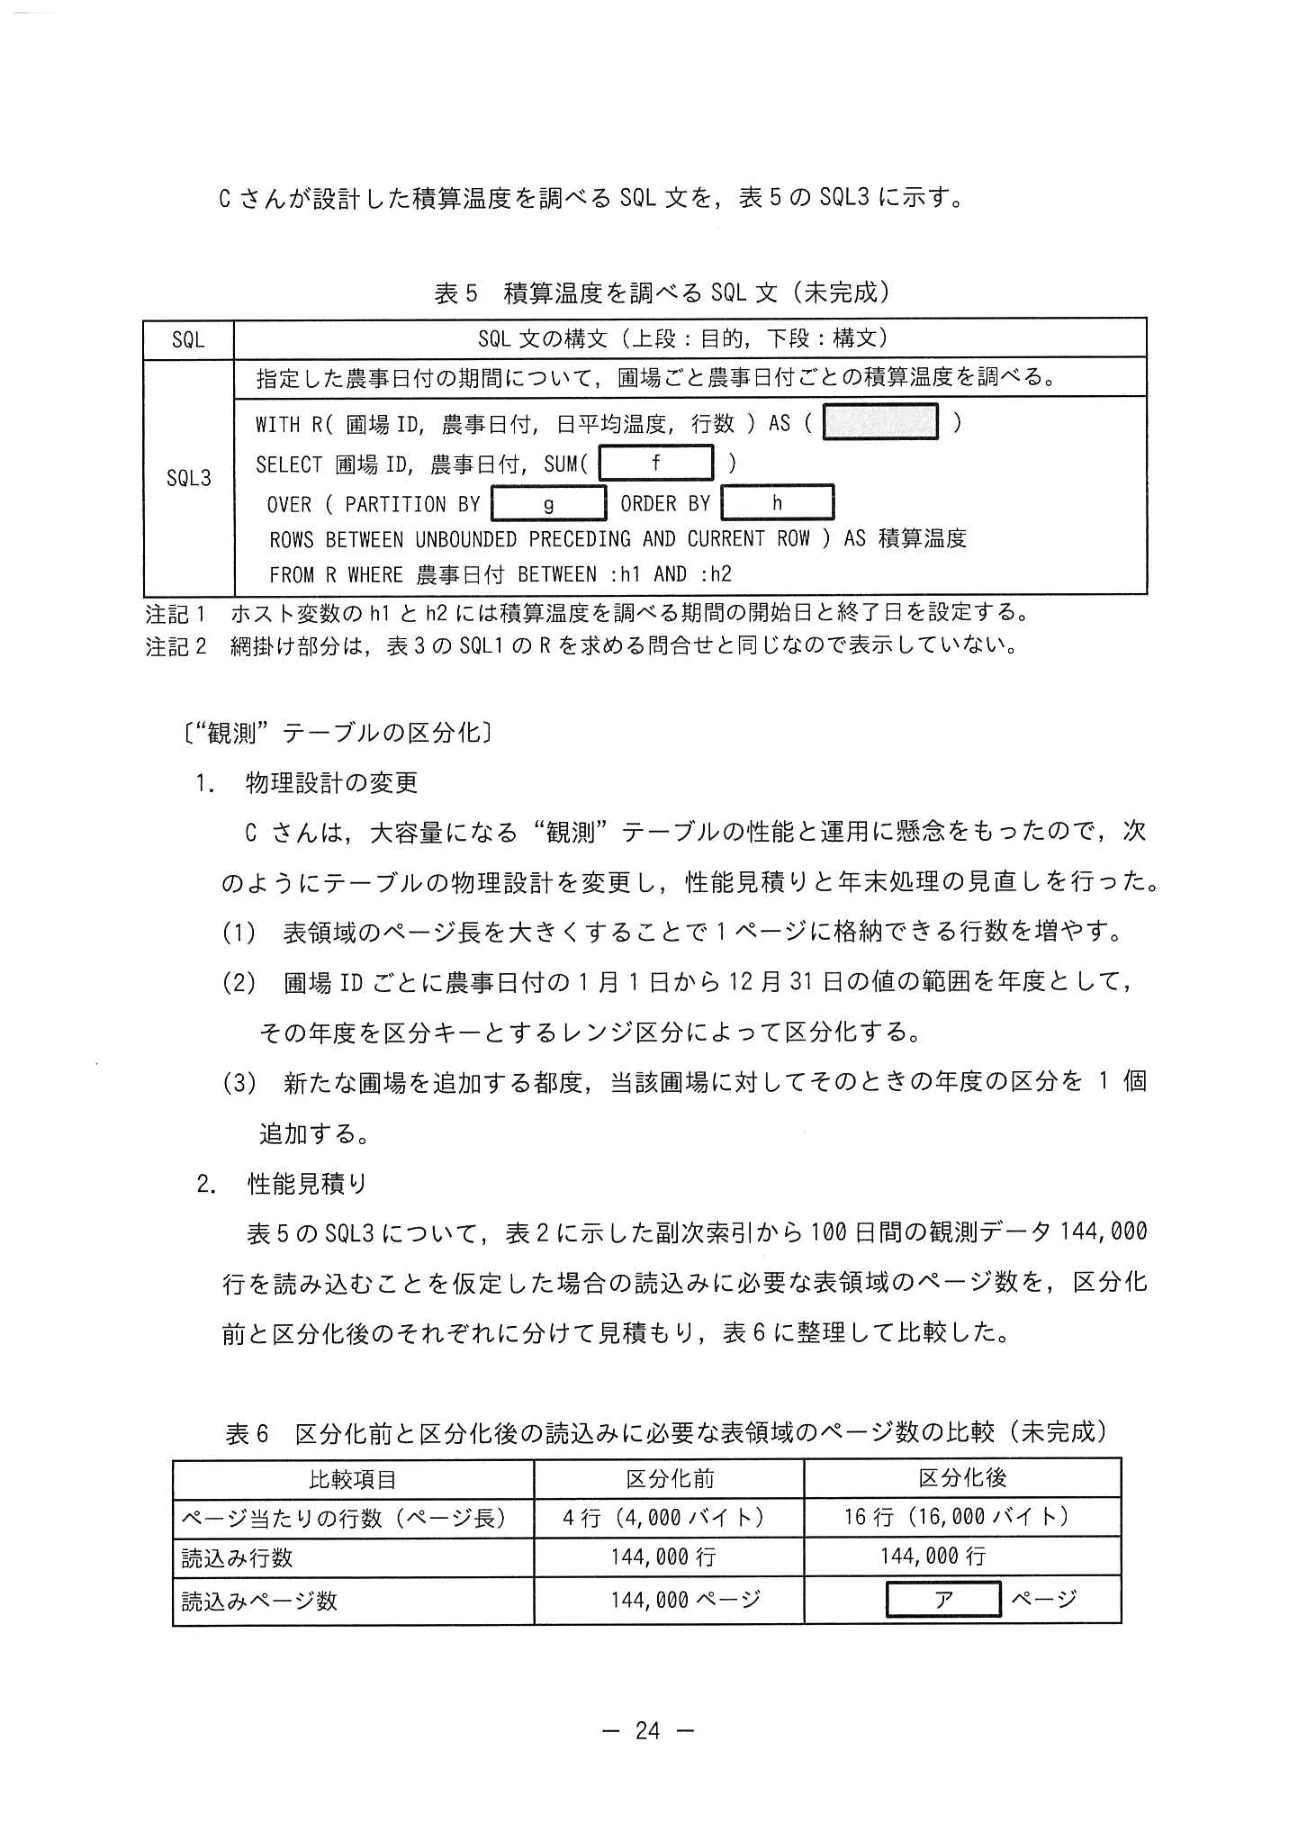 C さんが設計した積算温度を調べる SQL 文を，表 5 の SQL3 に示す。
表 5　積算温度を調べる SQL 文（未完成）
SQL　SQL 文の構文（上段：目的，下段：構文）
指定した農事日付の期間について，圃場ごと農事日付ごとの積算温度を調べる。
SQL3
WITH R( 圃場 ID, 農事日付, 日平均温度, 行数 ) AS ( )
SELECT 圃場 ID, 農事日付, SUM( f )
OVER ( PARTITION BY g ORDER BY h
ROWS BETWEEN UNBOUNDED PRECEDING AND CURRENT ROW ) AS 積算温度
FROM R WHERE 農事日付 BETWEEN :h1 AND :h2
注記 1　ホスト変数の h1 と h2 には積算温度を調べる期間の開始日と終了日を設定する。
注記 2　網掛け部分は，表 3 の SQL1 の R を求める問合せと同じなので表示していない。
〔“観測”テーブルの区分化〕
1.　物理設計の変更
C さんは，大容量になる“観測”テーブルの性能と運用に懸念をもったので，次
のようにテーブルの物理設計を変更し，性能見積りと年末処理の見直しを行った。
(1)　表領域のページ長を大きくすることで 1 ページに格納できる行数を増やす。
(2)　圃場 ID ごとに農事日付の 1 月 1 日から 12 月 31 日の値の範囲を年度として，
その年度を区分キーとするレンジ区分によって区分化する。
(3)　新たな圃場を追加する都度，当該圃場に対してそのときの年度の区分を 1 個
追加する。
2.　性能見積り
表 5 の SQL3 について，表 2 に示した副次索引から 100 日間の観測データ 144,000
行を読み込むことを仮定した場合の読込みに必要な表領域のページ数を，区分化
前と区分化後のそれぞれに分けて見積もり，表 6 に整理して比較した。
表 6　区分化前と区分化後の読込みに必要な表領域のページ数の比較（未完成）
比較項目　区分化前　区分化後
ページ当たりの行数（ページ長）　4 行（4,000 バイト）　16 行（16,000 バイト）
読込み行数　144,000 行　144,000 行
読込みページ数　144,000 ページ　ア ページ
－ 24 －